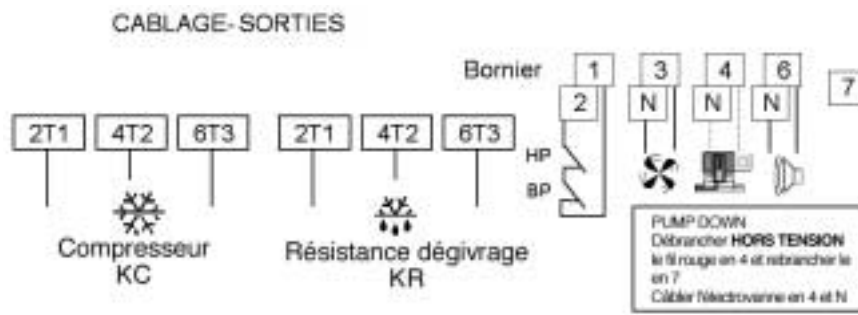 CABLAGE- SORTIES
Bornier 1 3 4 6
2 N N N 7
2T1 4T2 6T3 2T1 4T2 6T3
HP
BP
Compresseur
KC
Résistance dégivrage
KR
PUMP DOWN
Débrancher HORS TENSION
le fil rouge en 4 et rebrancher le
en 7
Câbler l'électrovanne en 4 et N